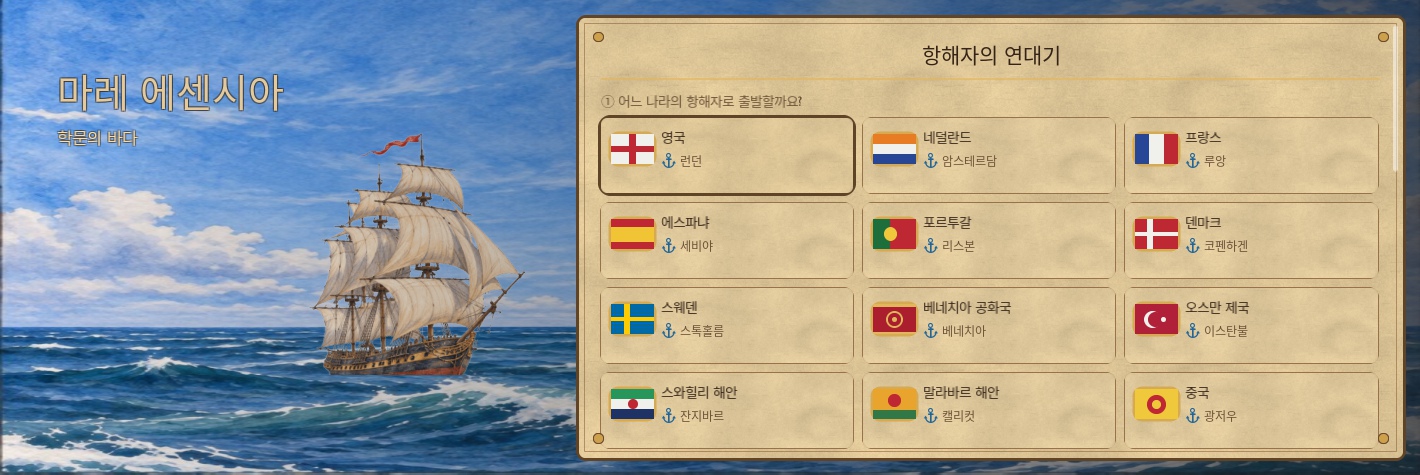 마레 에센시아
학문의 바다
항해자의 연대기
① 어느 나라의 항해자로 출발할까요?
영국
런던
네덜란드
암스테르담
프랑스
루앙
에스파냐
세비야
포르투갈
리스본
덴마크
코펜하겐
스웨덴
스톡홀름
베네치아 공화국
베네치아
오스만 제국
이스탄불
스와힐리 해안
잔지바르
말라바르 해안
캘리컷
중국
광저우